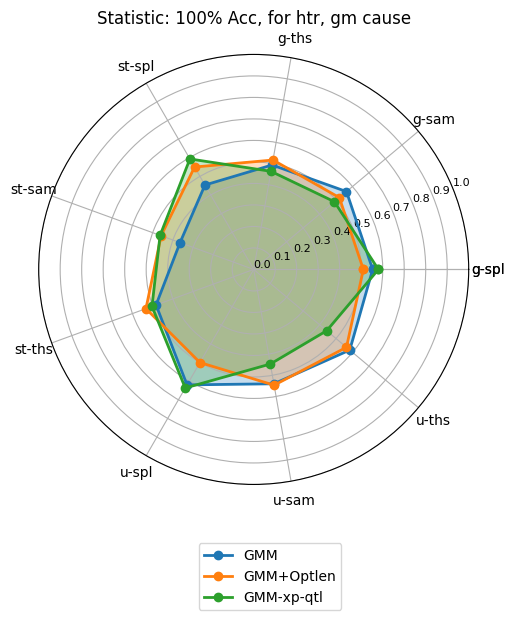 Statistic: 100% Acc, for htr, gm cause
g-ths
st-spl
g-sam
1.0
0.9
0.8
0.7
0.6
0.5
0.4
0.3
0.2
0.1
0.0
st-sam
g-spl
st-ths
u-ths
u-spl
u-sam
GMM
GMM+Optlen
GMM-xp-qtl